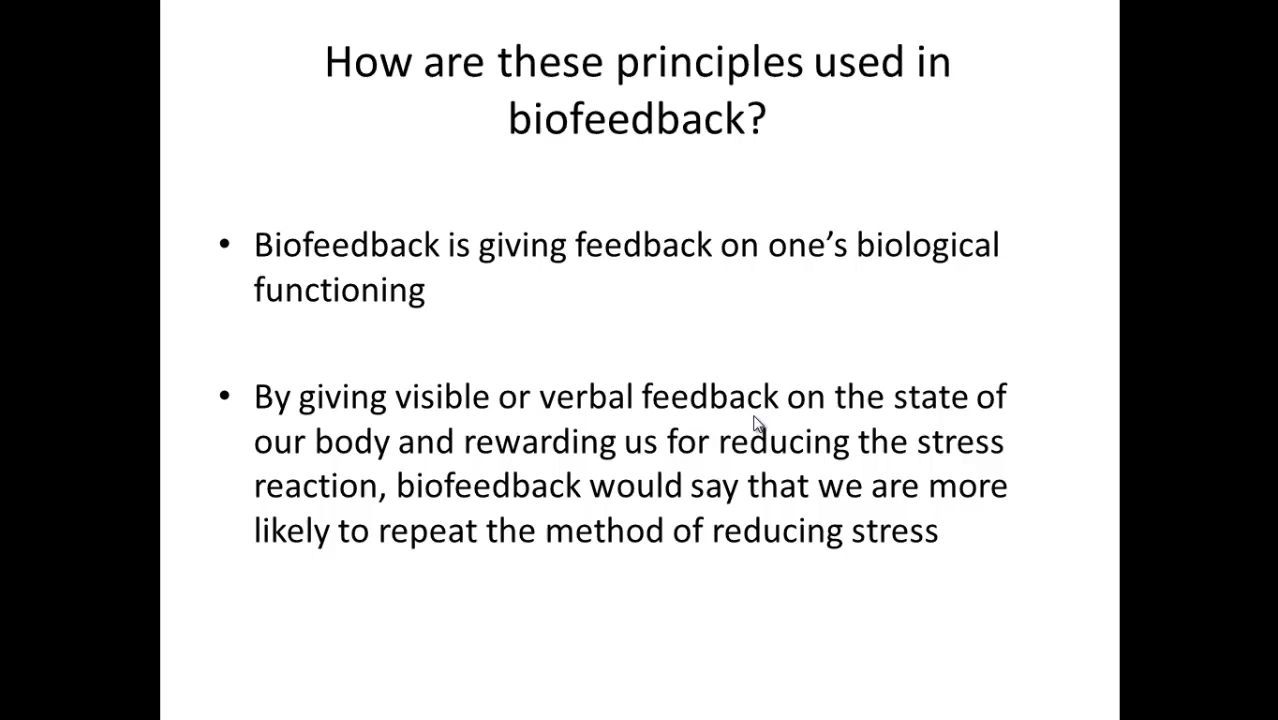 How are these principles used in
biofeedback?
• Biofeedback is giving feedback on one’s biological
functioning
• By giving visible or verbal feedback on the state of
our body and rewarding us for reducing the stress
reaction, biofeedback would say that we are more
likely to repeat the method of reducing stress